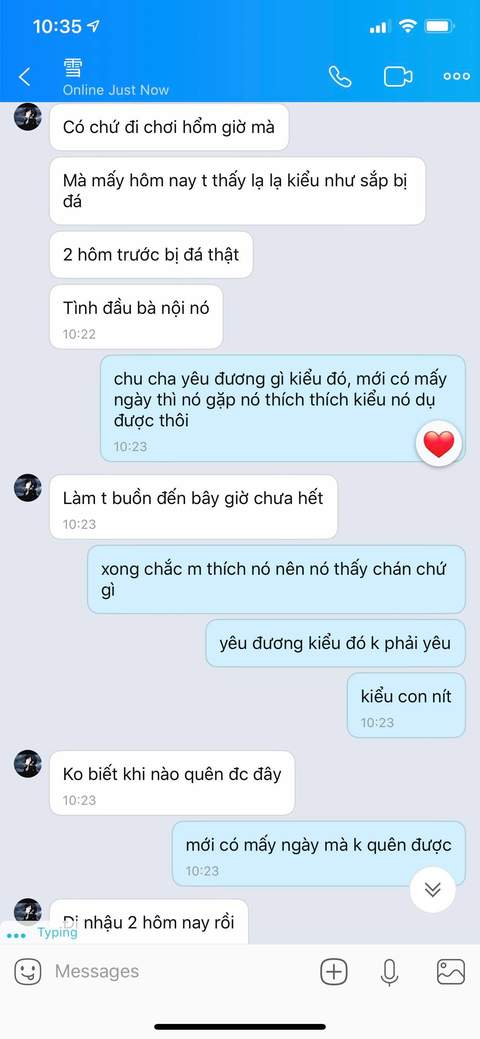 10:35
雪
Online Just Now
Có chứ đi chơi hổm giờ mà
Mà mấy hôm nay t thấy lạ lạ kiểu như sắp bị
đá
2 hôm trước bị đá thật
Tình đầu bà nội nó
10:22
chu cha yêu đương gì kiểu đó, mới có mấy
ngày thì nó gặp nó thích thích kiểu nó dụ
được thôi
10:23
Làm t buồn đến bây giờ chưa hết
10:23
xong chắc m thích nó nên nó thấy chán chứ
gì
yêu đương kiểu đó k phải yêu
kiểu con nít
10:23
Ko biết khi nào quên đc đây
10:23
mới có mấy ngày mà k quên được
10:23
Đi nhậu 2 hôm nay rồi
Typing
Messages